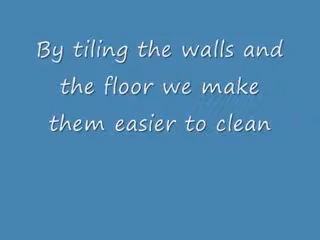 By tiling the walls and
the floor we make
them easier to clean